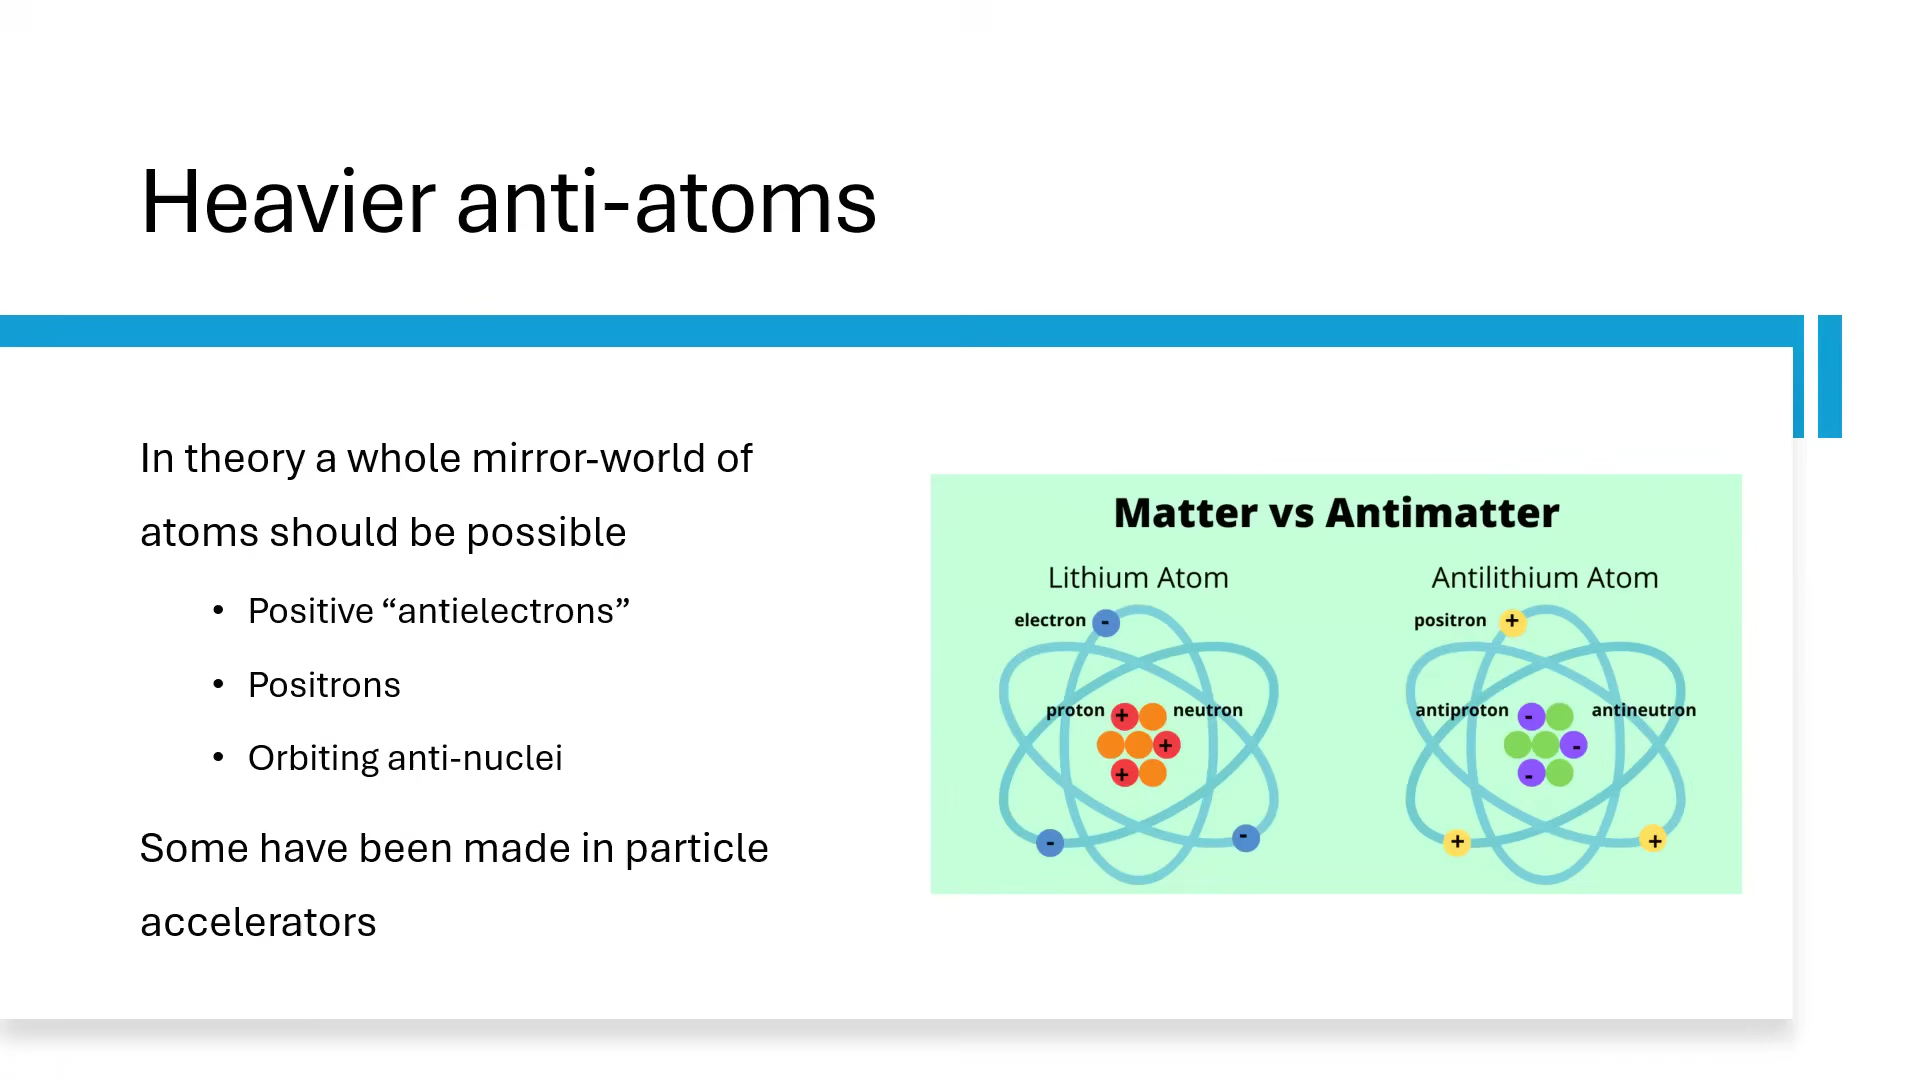 Heavier anti-atoms
In theory a whole mirror-world of
atoms should be possible
• Positive “antielectrons”
• Positrons
• Orbiting anti-nuclei
Some have been made in particle
accelerators
Matter vs Antimatter
Lithium Atom
electron -
proton + neutron
+
+
- -
Antilithium Atom
positron +
antiproton - antineutron
-
-
+ +